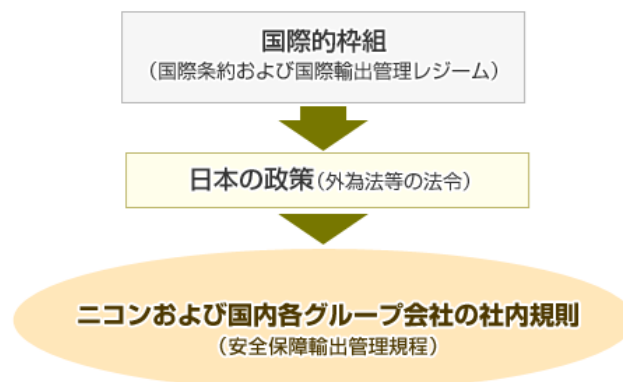 国際的枠組
（国際条約および国際輸出管理レジーム）
日本の政策（外為法等の法令）
ニコンおよび国内各グループ会社の社内規則
（安全保障輸出管理規程）